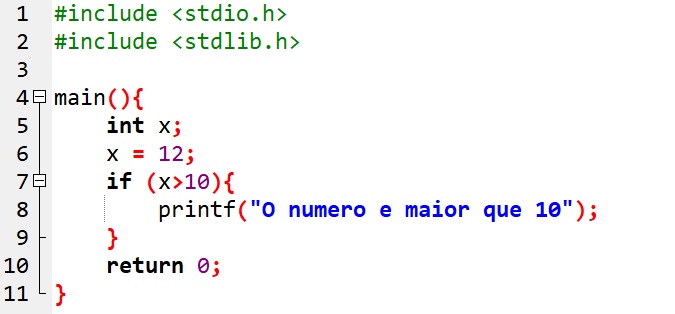 1 #include <stdio.h>
2 #include <stdlib.h>
3
4 main(){
5 int x;
6 x = 12;
7 if (x>10){
8 printf("O numero e maior que 10");
9 }
10 return 0;
11 }